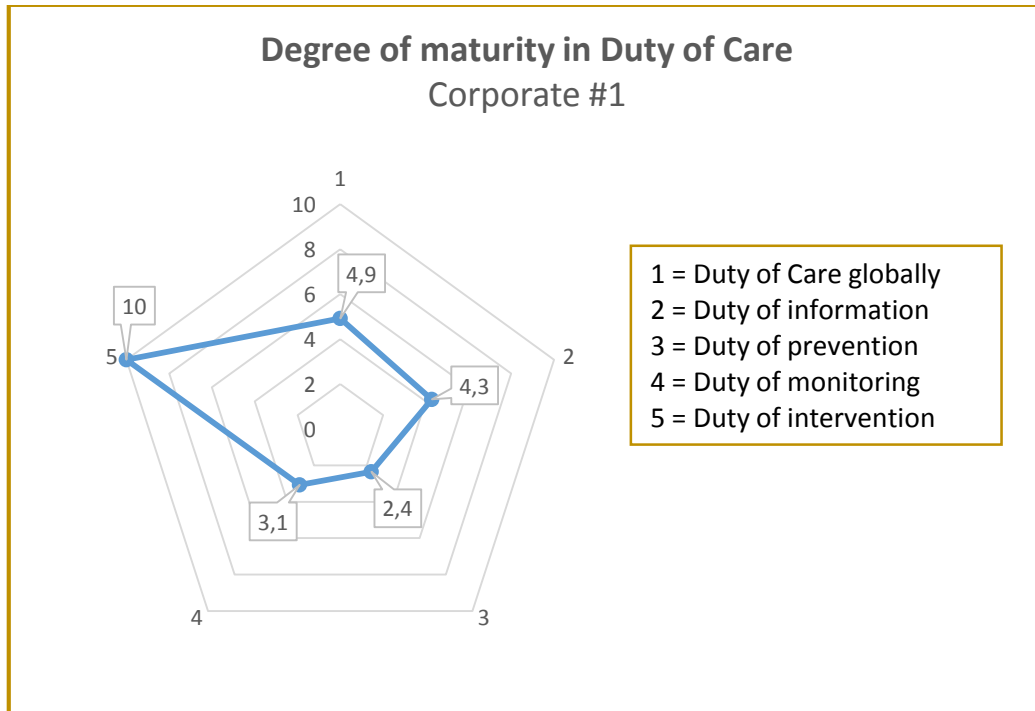 Degree of maturity in Duty of Care
Corporate #1
1
10
8
6
4
2
0
4,9
10
5
2
4,3
2,4
3,1
4
3
1 = Duty of Care globally
2 = Duty of information
3 = Duty of prevention
4 = Duty of monitoring
5 = Duty of intervention